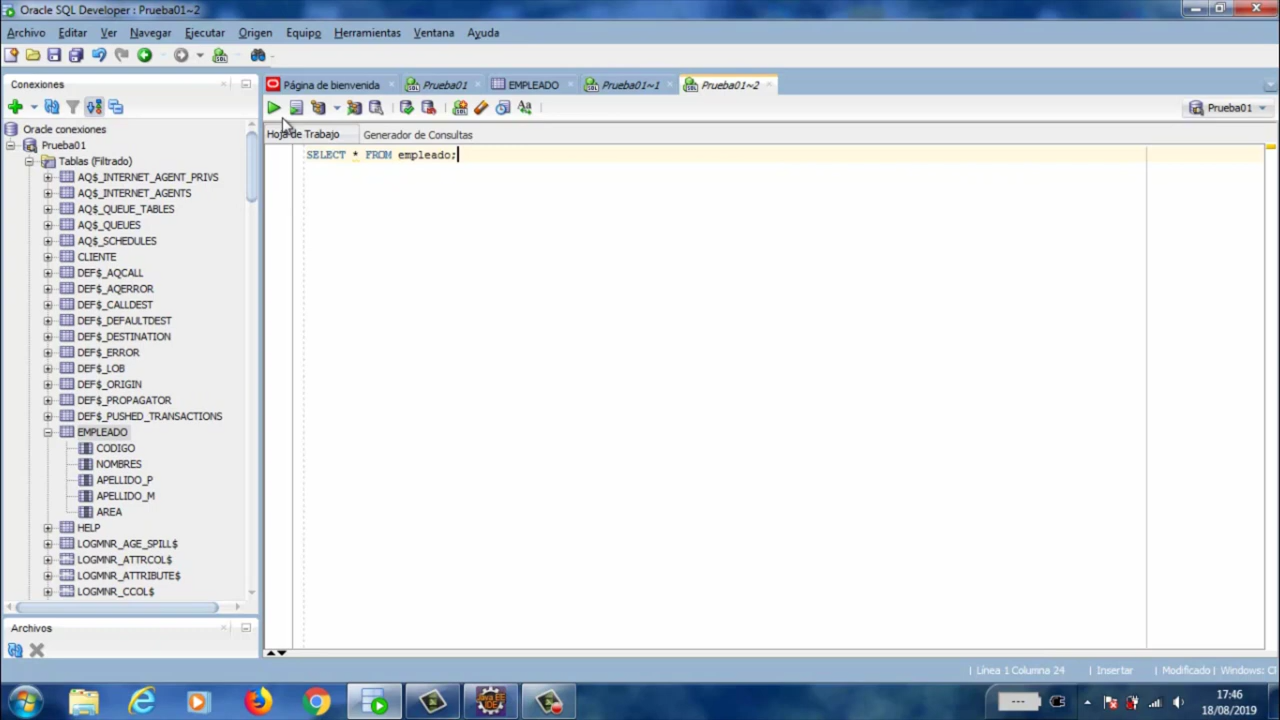 Oracle SQL Developer : Prueba01~2
Archivo Editar Ver Navegar Ejecutar Origen Equipo Herramientas Ventana Ayuda
Conexiones
Página de bienvenida Prueba01 EMPLEADO Prueba01~1 Prueba01~2
Prueba01
Hoja de Trabajo Generador de Consultas
SELECT * FROM empleado;
Oracle conexiones
Prueba01
Tablas (Filtrado)
AQ$_INTERNET_AGENT_PRIVS
AQ$_INTERNET_AGENTS
AQ$_QUEUE_TABLES
AQ$_QUEUES
AQ$_SCHEDULES
CLIENTE
DEF$_AQCALL
DEF$_AQERROR
DEF$_CALLDEST
DEF$_DEFAULTDEST
DEF$_DESTINATION
DEF$_ERROR
DEF$_LOB
DEF$_ORIGIN
DEF$_PROPAGATOR
DEF$_PUSHED_TRANSACTIONS
EMPLEADO
CODIGO
NOMBRES
APELLIDO_P
APELLIDO_M
AREA
HELP
LOGMNR_AGE_SPILL$
LOGMNR_ATTRCOL$
LOGMNR_ATTRIBUTE$
LOGMNR_CCOL$
Archivos
Línea 1 Columna 24 Insertar Modificado Windows: C
Java EE
IDE
17:46
18/08/2019